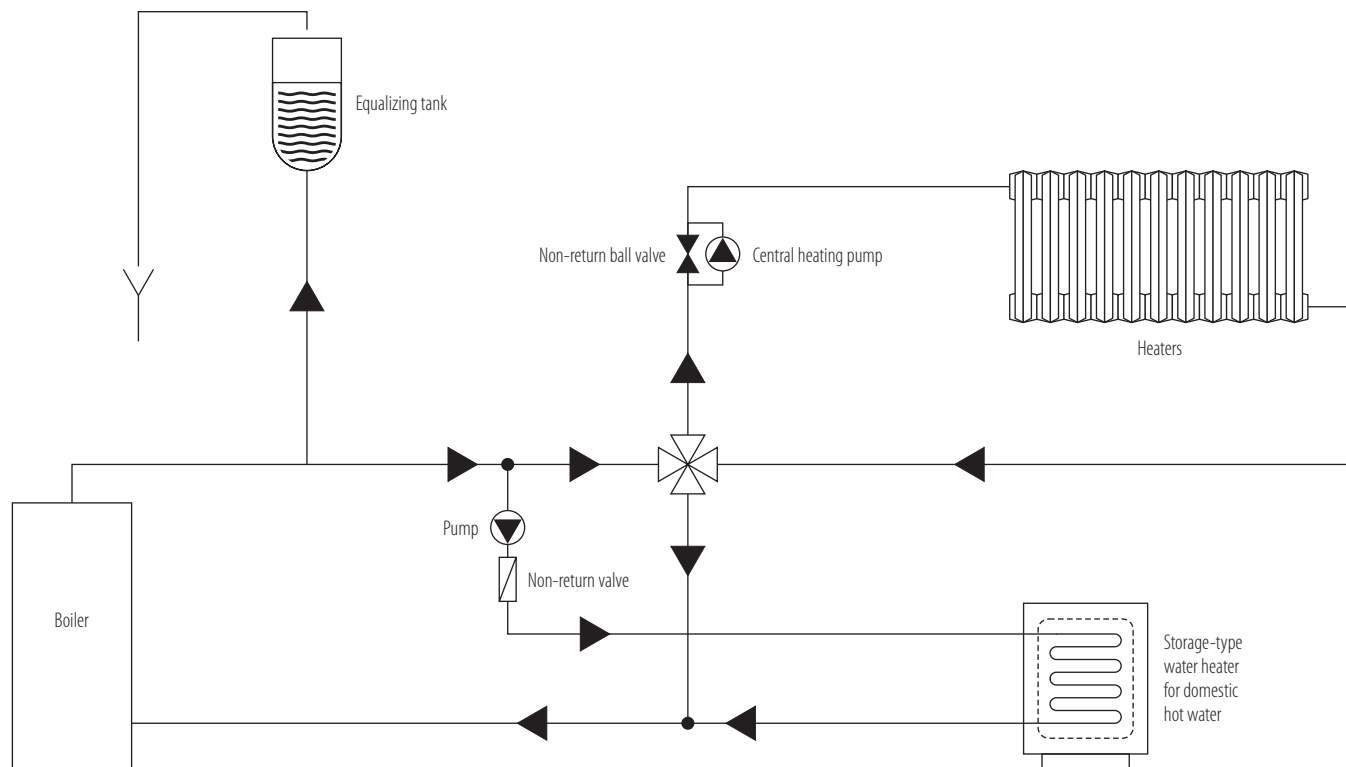 Equalizing tank
Non-return ball valve
Central heating pump
Heaters
Pump
Non-return valve
Boiler
Storage-type
water heater
for domestic
hot water